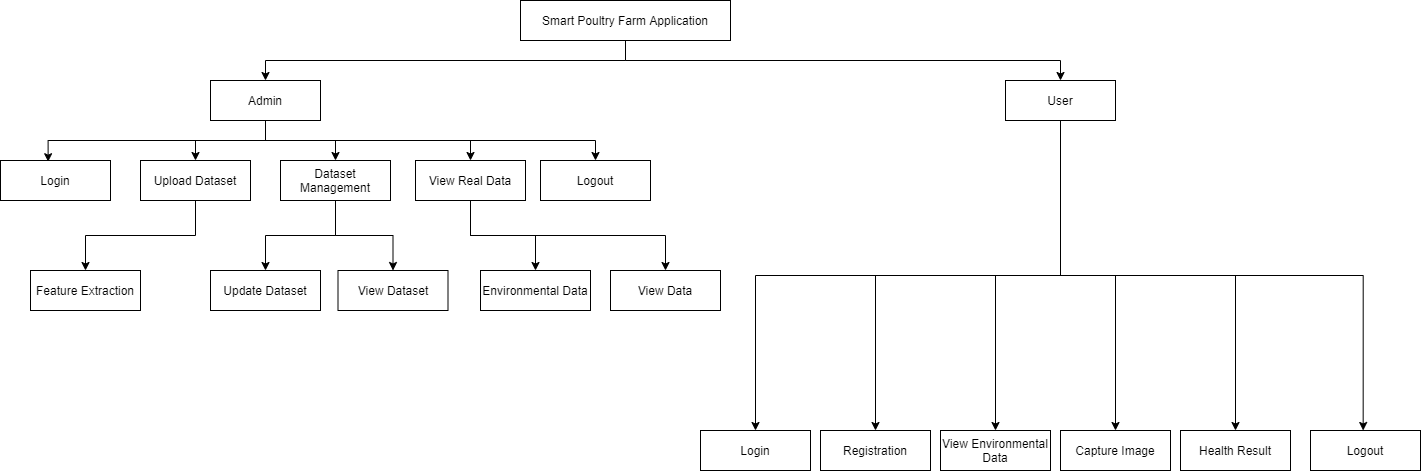 Smart Poultry Farm Application
Admin
User
Login
Upload Dataset
Dataset
Management
View Real Data
Logout
Feature Extraction
Update Dataset
View Dataset
Environmental Data
View Data
Login
Registration
View Environmental
Data
Capture Image
Health Result
Logout